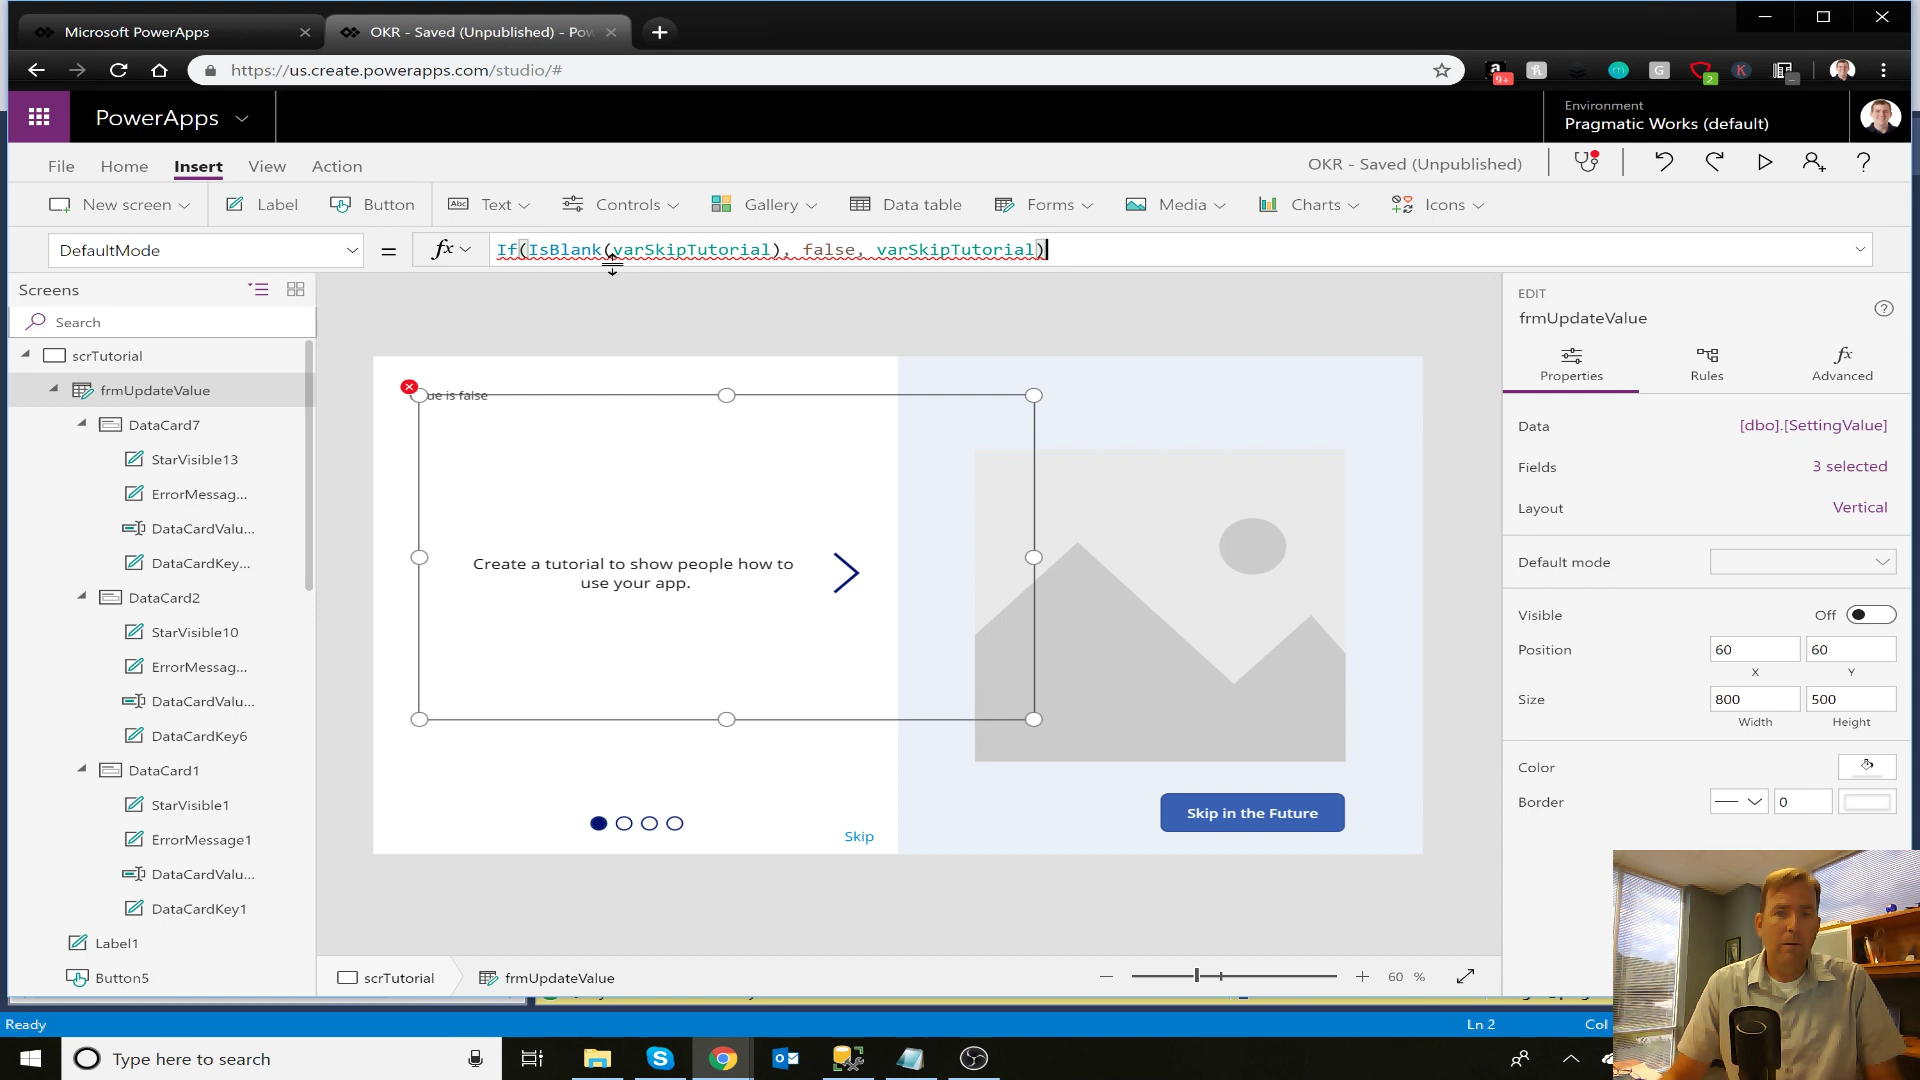 Microsoft PowerApps
OKR - Saved (Unpublished) - Pow
https://us.create.powerapps.com/studio/#
9+
2
PowerApps
Environment
Pragmatic Works (default)
File Home Insert View Action
OKR - Saved (Unpublished)
New screen Label Button Text Controls Gallery Data table Forms Media Charts Icons
DefaultMode = fx If(IsBlank(varSkipTutorial), false, varSkipTutorial)
Screens
Search
scrTutorial
frmUpdateValue
DataCard7
StarVisible13
ErrorMessag...
DataCardValu...
DataCardKey...
DataCard2
StarVisible10
ErrorMessag...
DataCardValu...
DataCardKey6
DataCard1
StarVisible1
ErrorMessage1
DataCardValu...
DataCardKey1
Label1
Button5
ue is false
Create a tutorial to show people how to
use your app.
Skip
Skip in the Future
scrTutorial frmUpdateValue
60 %
EDIT
frmUpdateValue
Properties Rules Advanced
Data [dbo].[SettingValue]
Fields 3 selected
Layout Vertical
Default mode
Visible Off
Position 60 60
X Y
Size 800 500
Width Height
Color
Border 0
Ready Ln 2 Col
Type here to search